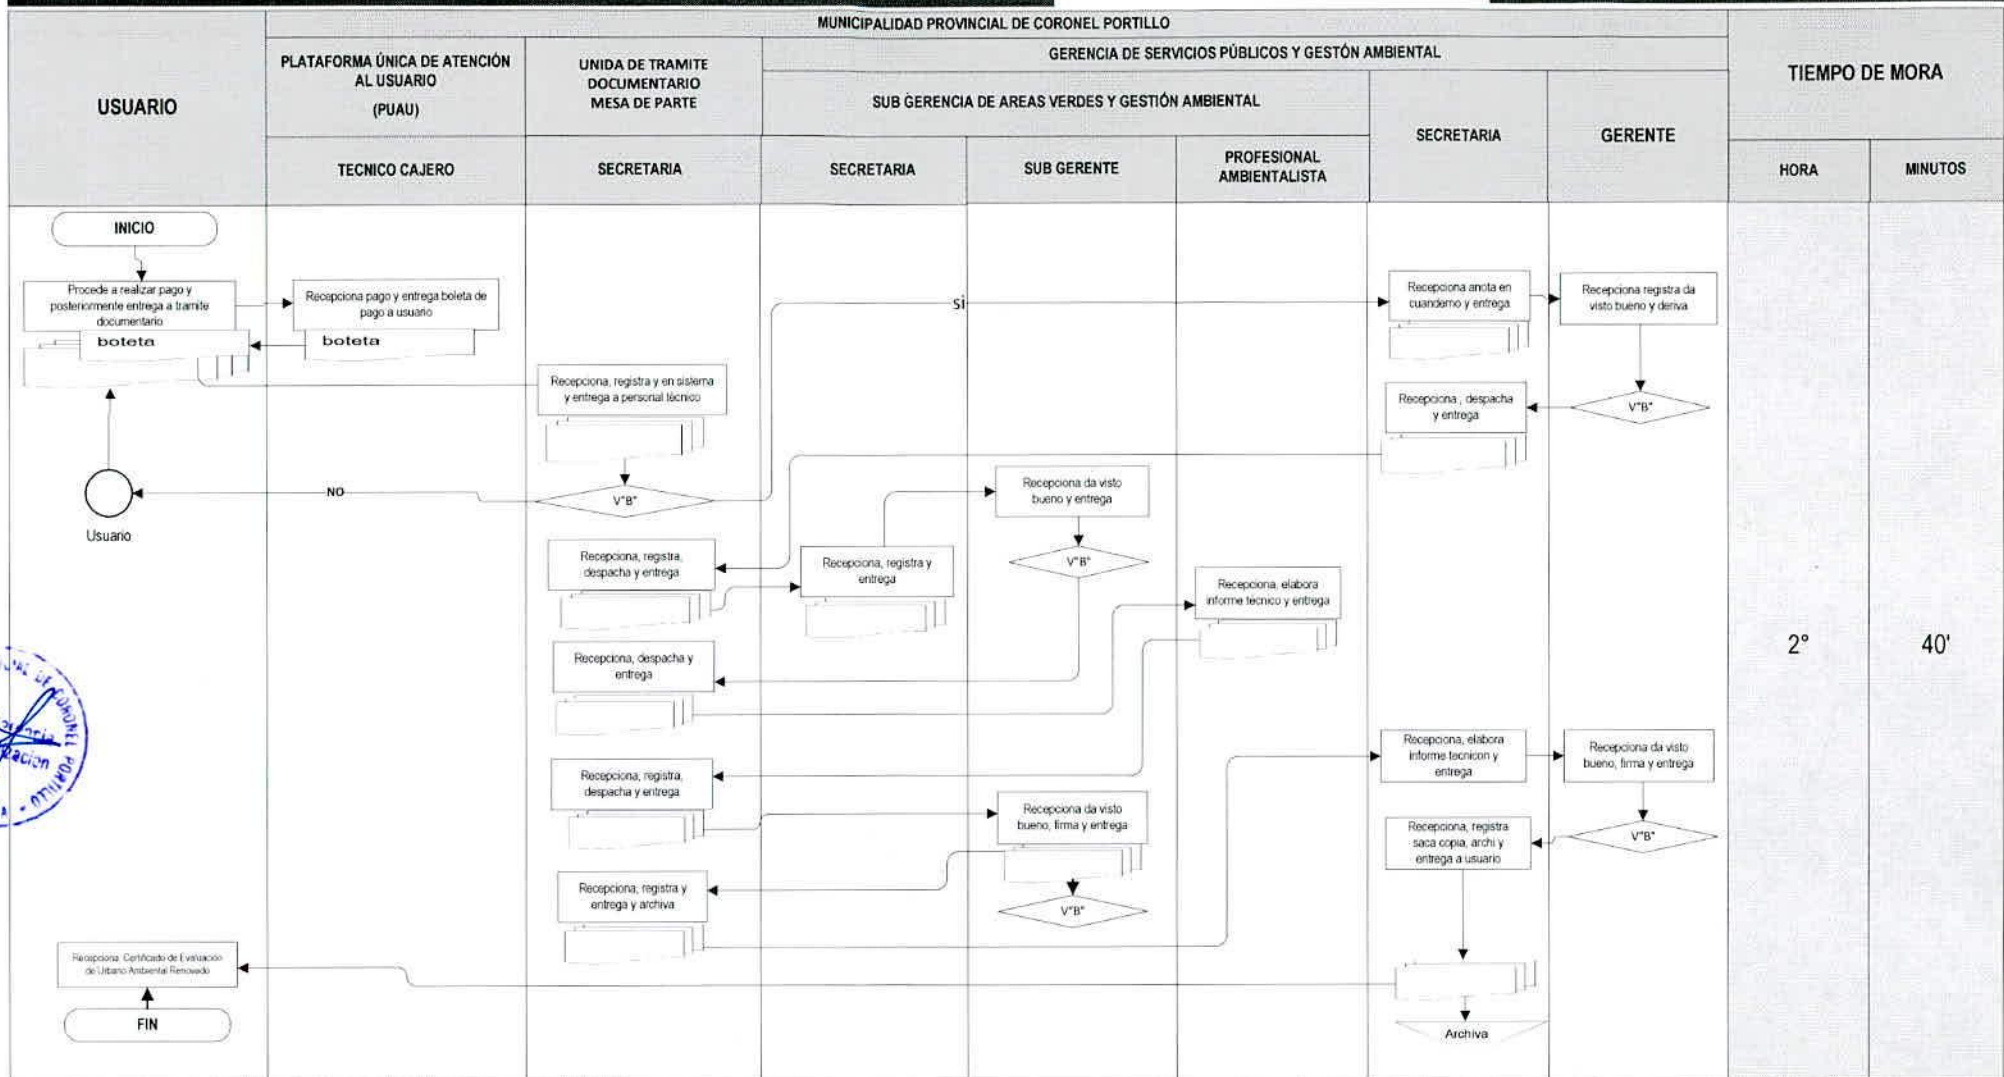 MUNICIPALIDAD PROVINCIAL DE CORONEL PORTILLO
USUARIO
PLATAFORMA ÚNICA DE ATENCIÓN
AL USUARIO
(PUAU)
TECNICO CAJERO
UNIDA DE TRAMITE
DOCUMENTARIO
MESA DE PARTE
SECRETARIA
GERENCIA DE SERVICIOS PÚBLICOS Y GESTÓN AMBIENTAL
SUB GERENCIA DE AREAS VERDES Y GESTIÓN AMBIENTAL
SECRETARIA
SUB GERENTE
PROFESIONAL
AMBIENTALISTA
SECRETARIA
GERENTE
TIEMPO DE MORA
HORA
MINUTOS
INICIO
Procede a realizar pago y
posteriormente entrega a tramite
documentario
boteta
Recepciona pago y entrega boleta de
pago a usuario
boteta
SI
Recepciona anota en
cuanderno y entrega
Recepciona registra da
visto bueno y deriva
Recepciona, registra y en sistema
y entrega a personal técnico
Recepciona , despacha
y entrega
V°B°
NO
V°B°
Usuario
Recepciona da visto
bueno y entrega
V°B°
Recepciona, registra,
despacha y entrega
Recepciona, registra y
entrega
Recepciona, elabora
informe técnico y entrega
Recepciona, despacha y
entrega
2°
40'
Recepciona, registra,
despacha y entrega
Recepciona, elabora
informe tecnicon y
entrega
Recepciona da visto
bueno, firma y entrega
Recepciona da visto
bueno, firma y entrega
Recepciona, registra
saca copia, archi y
entrega a usuario
V°B°
Recepciona, registra y
entrega y archiva
V°B°
Recepciona Certificado de Evaluación
de Urbano Ambiental Renovado
FIN
Archiva
DE CORONEL PORTILLO